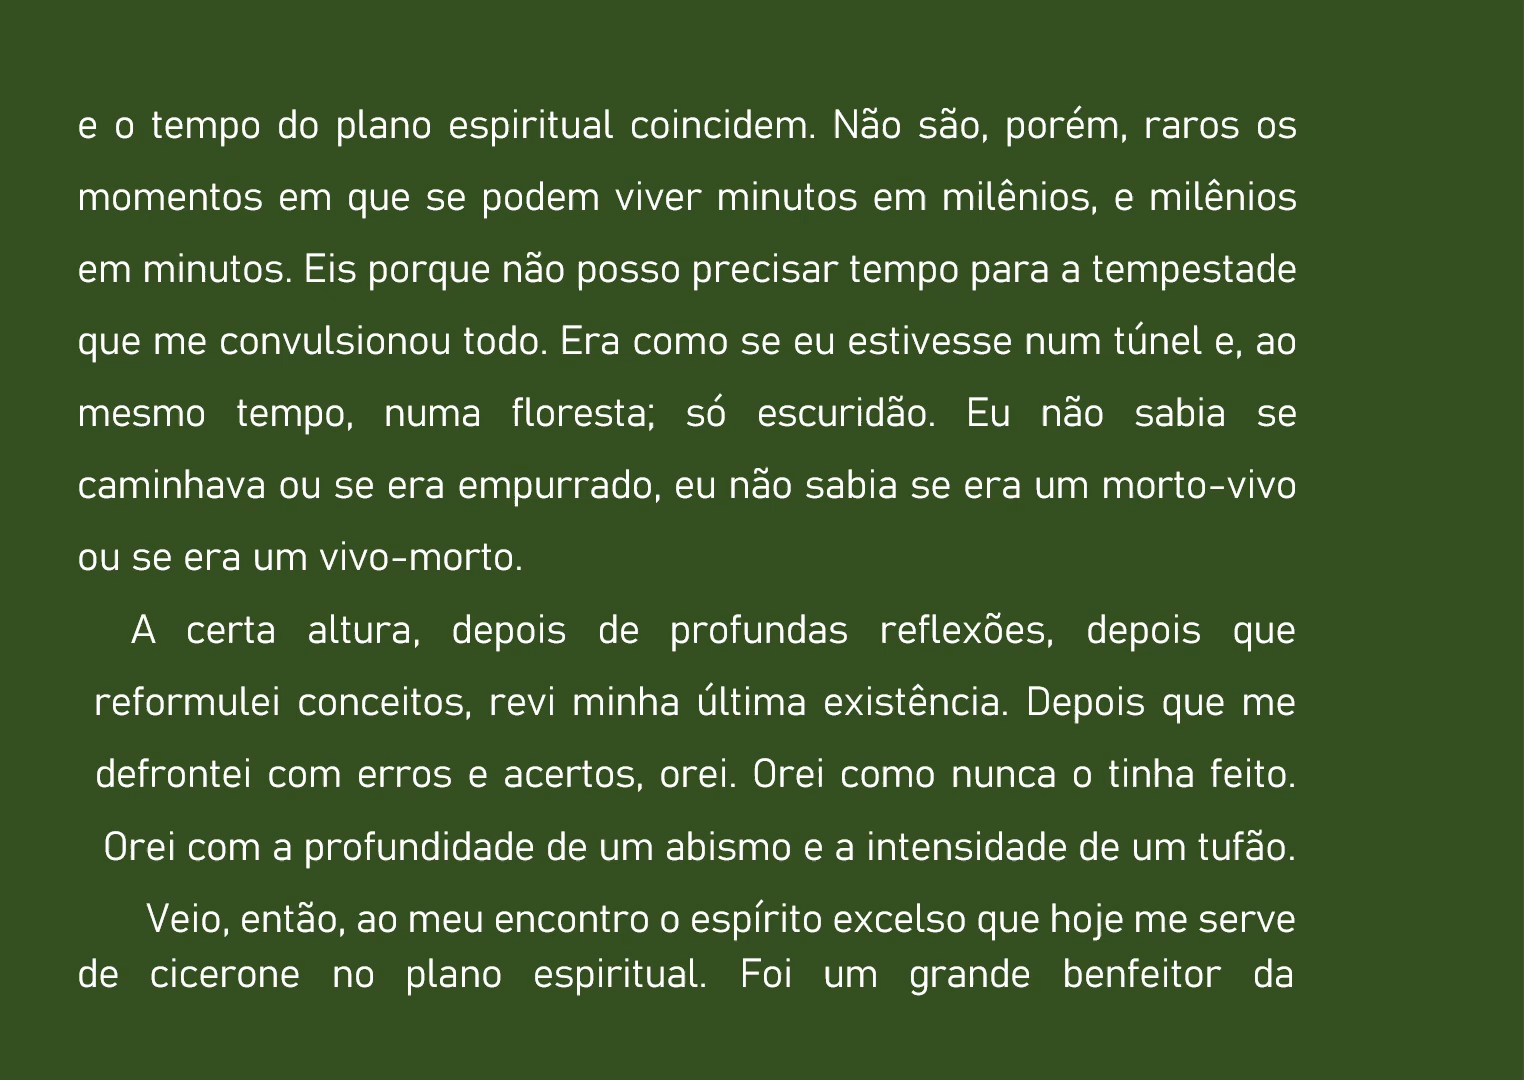 e o tempo do plano espiritual coincidem. Não são, porém, raros os
momentos em que se podem viver minutos em milênios, e milênios
em minutos. Eis porque não posso precisar tempo para a tempestade
que me convulsionou todo. Era como se eu estivesse num túnel e, ao
mesmo tempo, numa floresta; só escuridão. Eu não sabia se
caminhava ou se era empurrado, eu não sabia se era um morto-vivo
ou se era um vivo-morto.
A certa altura, depois de profundas reflexões, depois que
reformulei conceitos, revi minha última existência. Depois que me
defrontei com erros e acertos, orei. Orei como nunca o tinha feito.
Orei com a profundidade de um abismo e a intensidade de um tufão.
Veio, então, ao meu encontro o espírito excelso que hoje me serve
de cicerone no plano espiritual. Foi um grande benfeitor da